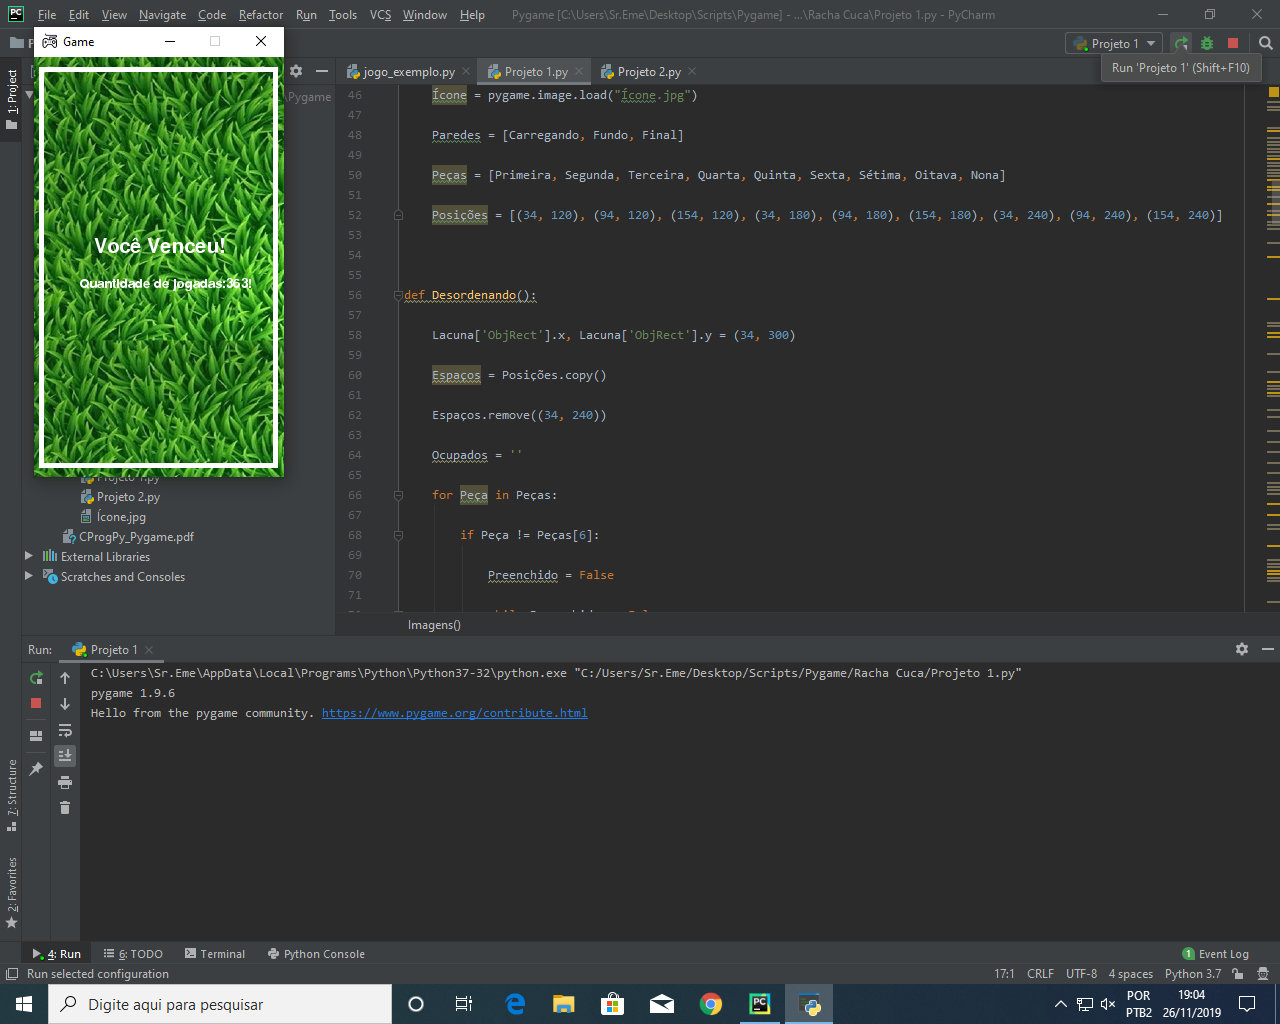 File Edit View Navigate Code Refactor Run Tools VCS Window Help Pygame [C:\Users\Sr.Eme\Desktop\Scripts\Pygame] - ...\Racha Cuca\Projeto 1.py - PyCharm
Game
Projeto 1
Run 'Projeto 1' (Shift+F10)
1: Project
\Pygame
jogo_exemplo.py
Projeto 1.py
Projeto 2.py
46 Ícone = pygame.image.load("Ícone.jpg")
47
48 Paredes = [Carregando, Fundo, Final]
49
50 Peças = [Primeira, Segunda, Terceira, Quarta, Quinta, Sexta, Sétima, Oitava, Nona]
51
52 Posições = [(34, 120), (94, 120), (154, 120), (34, 180), (94, 180), (154, 180), (34, 240), (94, 240), (154, 240)]
53
54
55
56 def Desordenando():
57
58 Lacuna['ObjRect'].x, Lacuna['ObjRect'].y = (34, 300)
59
60 Espaços = Posições.copy()
61
62 Espaços.remove((34, 240))
63
64 Ocupados = ''
65
66 for Peça in Peças:
67
68 if Peça != Peças[6]:
69
70 Preenchido = False
71
Imagens()
Você Venceu!
Quantidade de jogadas:363!
Projeto 1.py
Projeto 2.py
Ícone.jpg
CProgPy_Pygame.pdf
External Libraries
Scratches and Consoles
Run: Projeto 1
C:\Users\Sr.Eme\AppData\Local\Programs\Python\Python37-32\python.exe "C:/Users/Sr.Eme/Desktop/Scripts/Pygame/Racha Cuca/Projeto 1.py"
pygame 1.9.6
Hello from the pygame community. https://www.pygame.org/contribute.html
7: Structure
2: Favorites
4: Run 6: TODO Terminal Python Console 1 Event Log
Run selected configuration 17:1 CRLF UTF-8 4 spaces Python 3.7
Digite aqui para pesquisar
POR
PTB2
19:04
26/11/2019